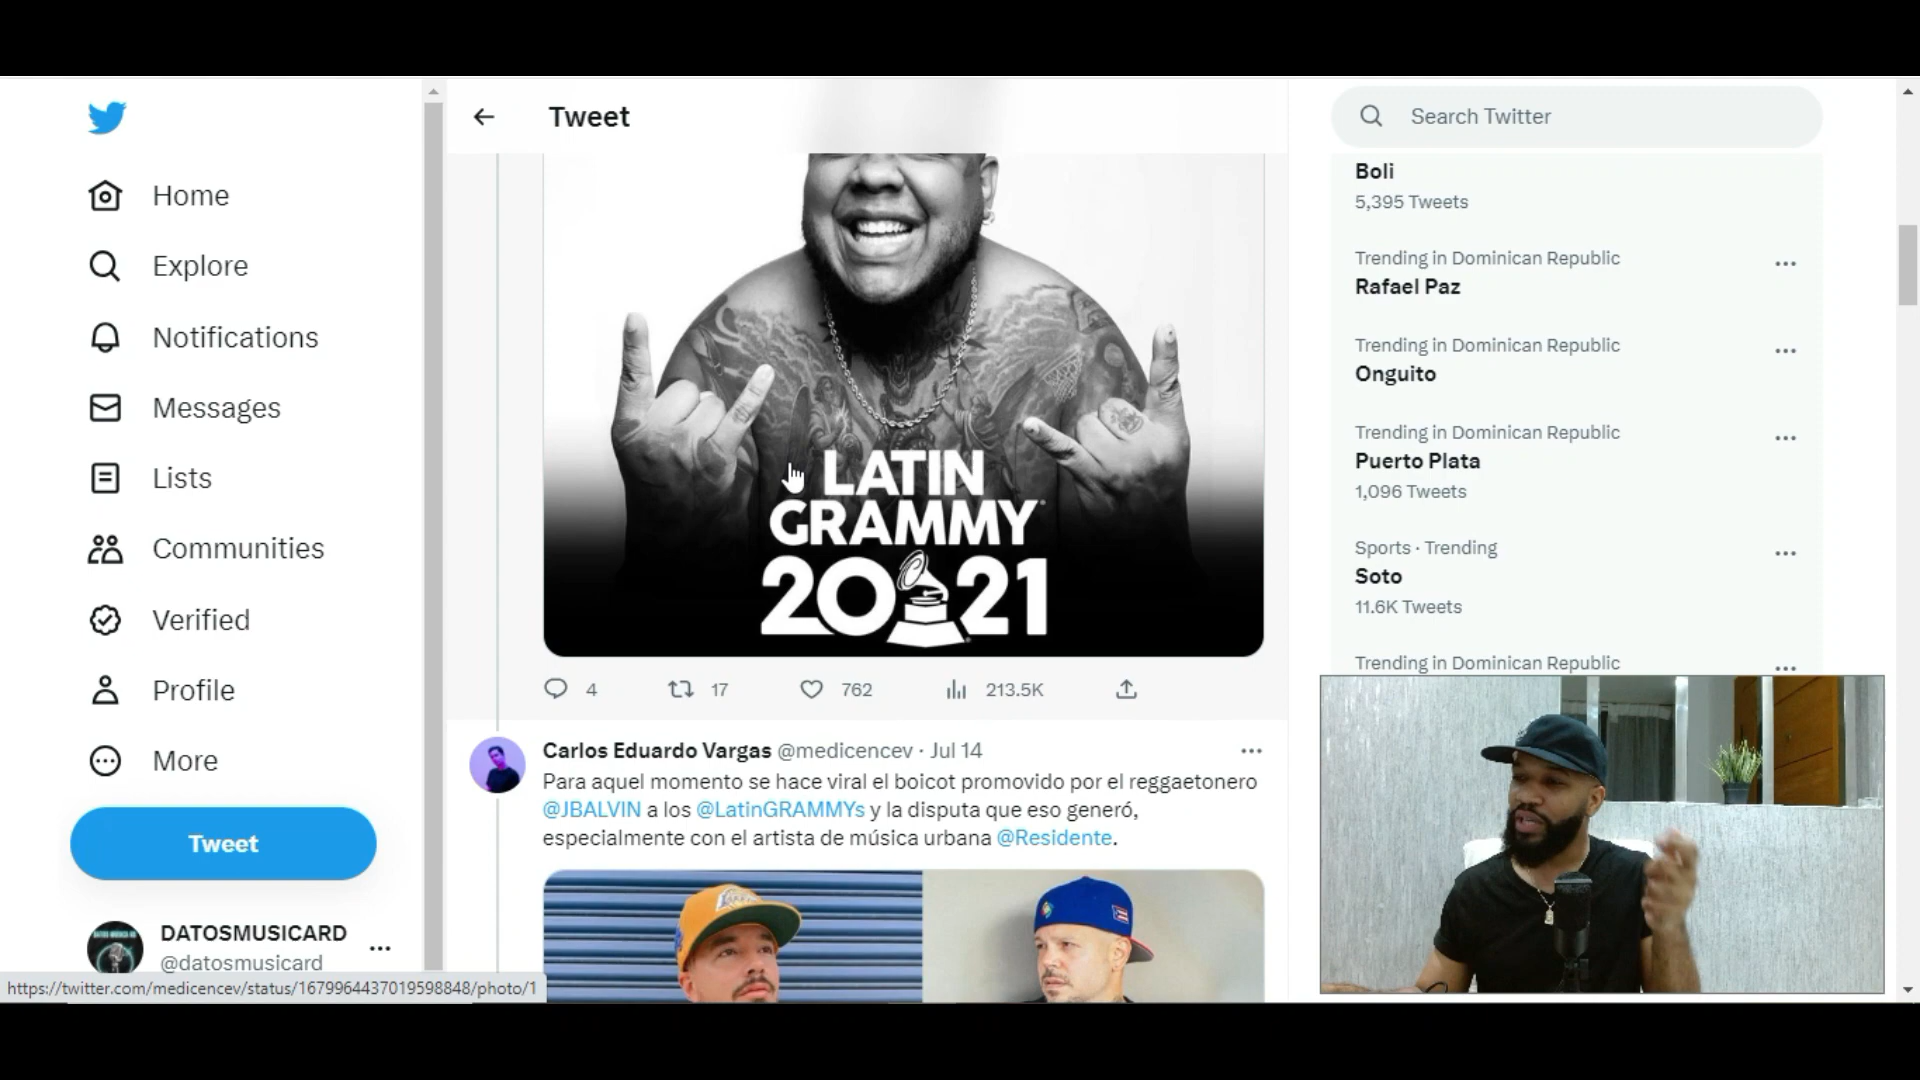 Home
Explore
Notifications
Messages
Lists
Communities
Verified
Profile
More
Tweet
DATOSMUSICARD
@datosmusicard
https://twitter.com/medicencev/status/1679964437019598848/photo/1
Tweet
LATIN
GRAMMY
2021
4 17 762 213.5K
Carlos Eduardo Vargas @medicencev · Jul 14
Para aquel momento se hace viral el boicot promovido por el reggaetonero
@JBALVIN a los @LatinGRAMMYs y la disputa que eso generó,
especialmente con el artista de música urbana @Residente.
Search Twitter
Boli
5,395 Tweets
Trending in Dominican Republic
Rafael Paz
Trending in Dominican Republic
Onguito
Trending in Dominican Republic
Puerto Plata
1,096 Tweets
Sports · Trending
Soto
11.6K Tweets
Trending in Dominican Republic